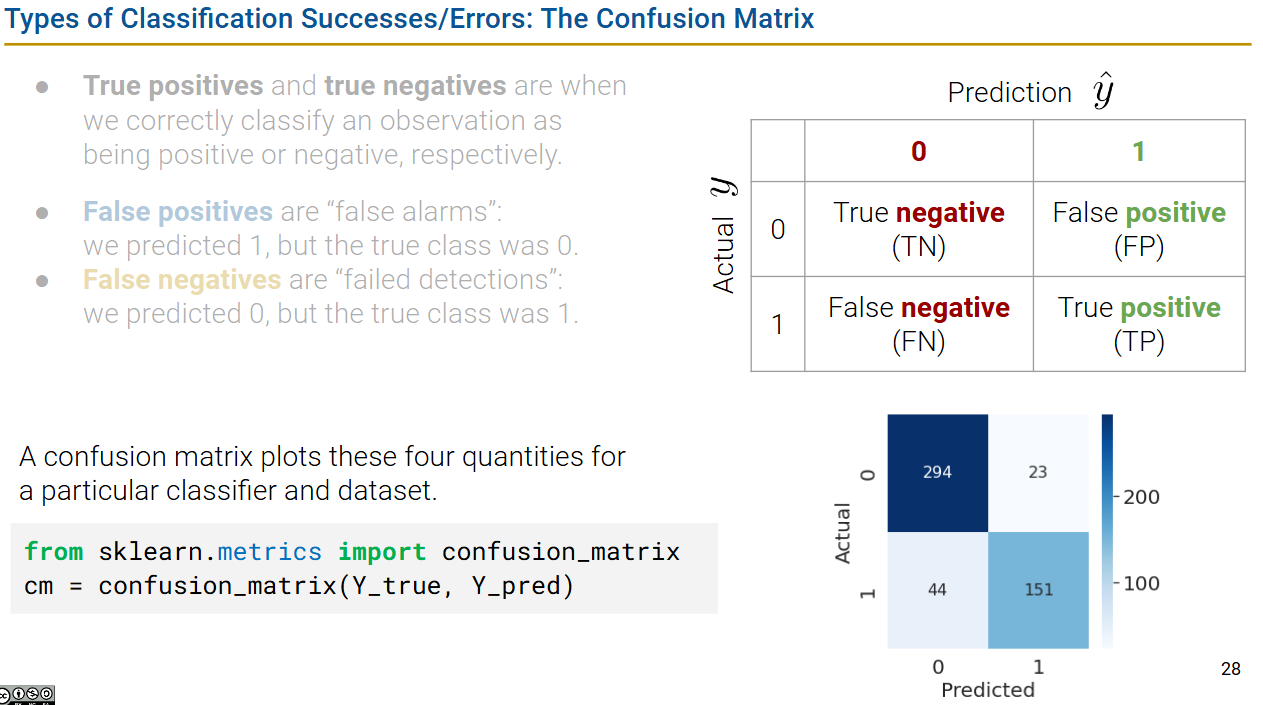 Types of Classification Successes/Errors: The Confusion Matrix
● True positives and true negatives are when
we correctly classify an observation as
being positive or negative, respectively.
● False positives are “false alarms”:
we predicted 1, but the true class was 0.
● False negatives are “failed detections”:
we predicted 0, but the true class was 1.
Prediction ŷ
Actual y
0 1
0 True negative (TN) False positive (FP)
1 False negative (FN) True positive (TP)
A confusion matrix plots these four quantities for
a particular classifier and dataset.
from sklearn.metrics import confusion_matrix
cm = confusion_matrix(Y_true, Y_pred)
Actual
0 294 23
1 44 151
0 1
Predicted
200
100
28